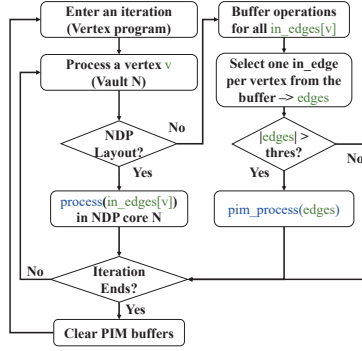 Enter an iteration
(Vertex program)
Process a vertex v
(Vault N)
NDP
Layout?
No
Yes
process(in_edges[v])
in NDP core N
No
Iteration
Ends?
Yes
Clear PIM buffers
Buffer operations
for all in_edges[v]
Select one in_edge
per vertex from the
buffer –> edges
|edges| >
thres?
No
Yes
pim_process(edges)